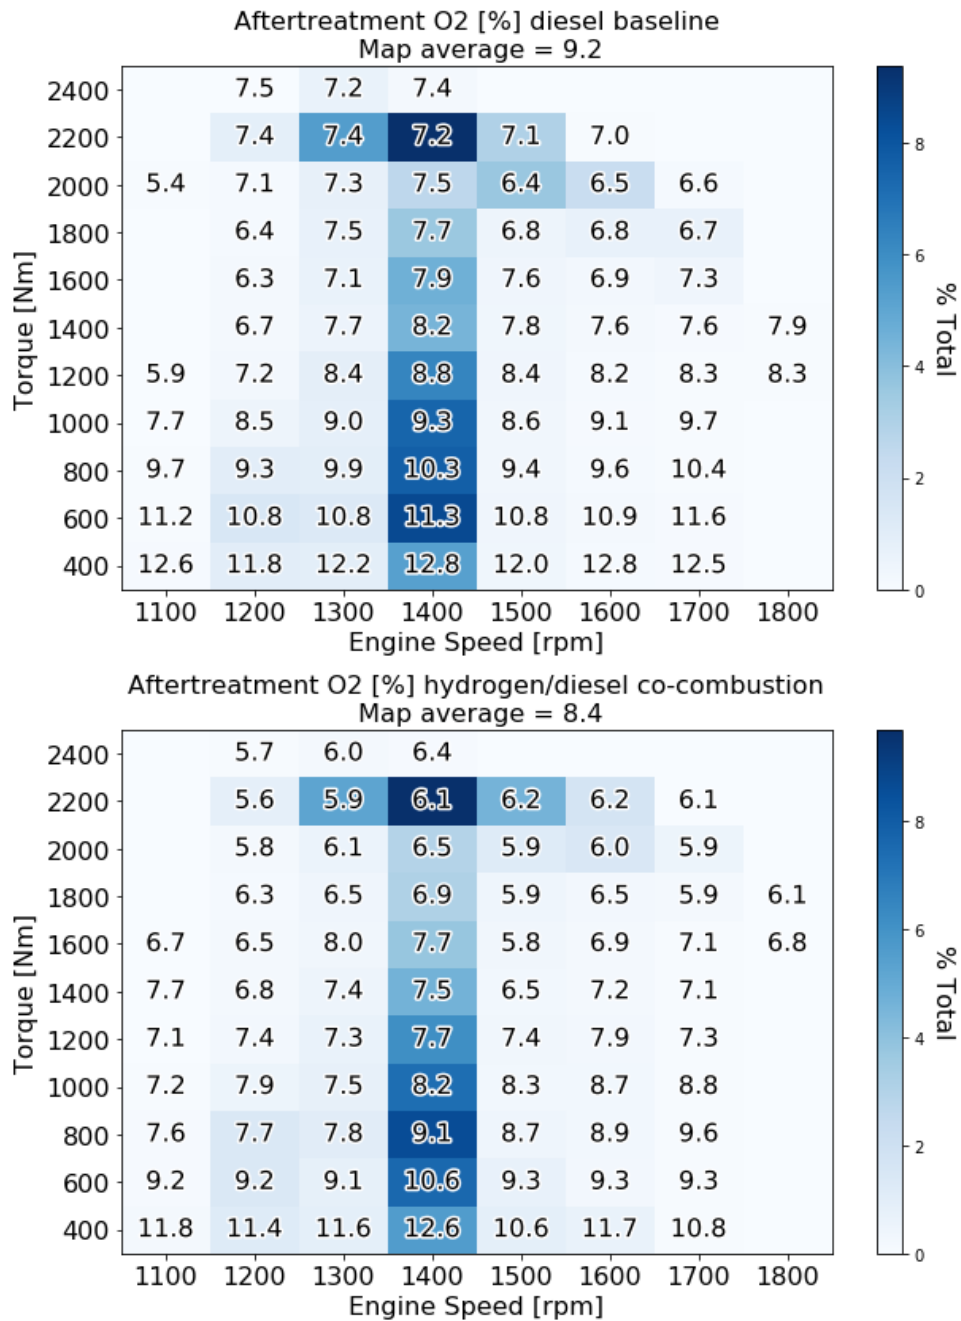 Aftertreatment O2 [%] diesel baseline
Map average = 9.2
2400 7.5 7.2 7.4
2200 7.4 7.4 7.2 7.1 7.0
8
2000 5.4 7.1 7.3 7.5 6.4 6.5 6.6
1800 6.4 7.5 7.7 6.8 6.8 6.7
6
1600 6.3 7.1 7.9 7.6 6.9 7.3
Torque [Nm]
% Total
1400 6.7 7.7 8.2 7.8 7.6 7.6 7.9
4
1200 5.9 7.2 8.4 8.8 8.4 8.2 8.3 8.3
1000 7.7 8.5 9.0 9.3 8.6 9.1 9.7
800 9.7 9.3 9.9 10.3 9.4 9.6 10.4
2
600 11.2 10.8 10.8 11.3 10.8 10.9 11.6
400 12.6 11.8 12.2 12.8 12.0 12.8 12.5
0
1100 1200 1300 1400 1500 1600 1700 1800
Engine Speed [rpm]
Aftertreatment O2 [%] hydrogen/diesel co-combustion
Map average = 8.4
2400 5.7 6.0 6.4
2200 5.6 5.9 6.1 6.2 6.2 6.1
8
2000 5.8 6.1 6.5 5.9 6.0 5.9
1800 6.3 6.5 6.9 5.9 6.5 5.9 6.1
6
1600 6.7 6.5 8.0 7.7 5.8 6.9 7.1 6.8
Torque [Nm]
% Total
1400 7.7 6.8 7.4 7.5 6.5 7.2 7.1
1200 7.1 7.4 7.3 7.7 7.4 7.9 7.3
4
1000 7.2 7.9 7.5 8.2 8.3 8.7 8.8
800 7.6 7.7 7.8 9.1 8.7 8.9 9.6
2
600 9.2 9.2 9.1 10.6 9.3 9.3 9.3
400 11.8 11.4 11.6 12.6 10.6 11.7 10.8
0
1100 1200 1300 1400 1500 1600 1700 1800
Engine Speed [rpm]